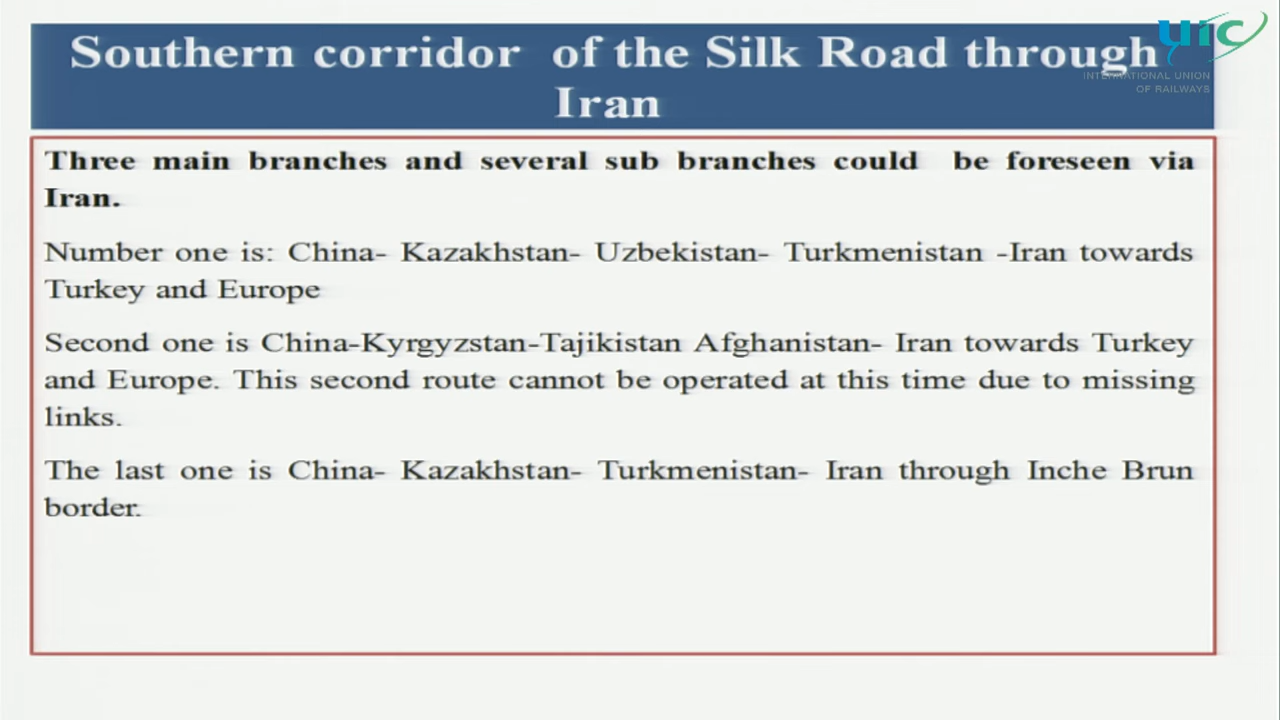 Southern corridor of the Silk Road through
Iran
uic
INTERNATIONAL UNION
OF RAILWAYS
Three main branches and several sub branches could be foreseen via
Iran.
Number one is: China- Kazakhstan- Uzbekistan- Turkmenistan -Iran towards
Turkey and Europe
Second one is China-Kyrgyzstan-Tajikistan Afghanistan- Iran towards Turkey
and Europe. This second route cannot be operated at this time due to missing
links.
The last one is China- Kazakhstan- Turkmenistan- Iran through Inche Brun
border.